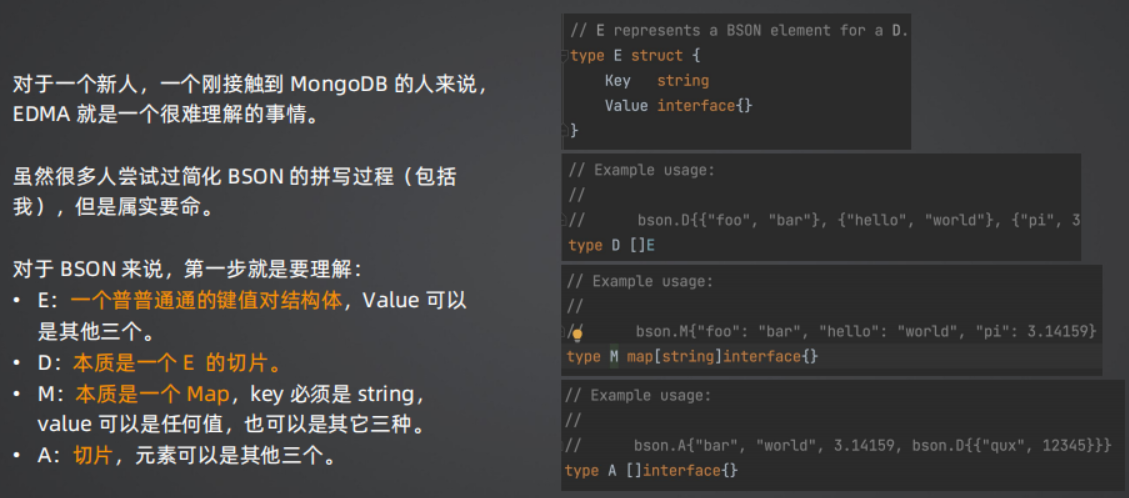 对于一个新人，一个刚接触到 MongoDB 的人来说，
EDMA 就是一个很难理解的事情。
虽然很多人尝试过简化 BSON 的拼写过程（包括
我），但是属实要命。
对于 BSON 来说，第一步就是要理解：
• E：一个普普通通的键值对结构体，Value 可以
是其他三个。
• D：本质是一个 E 的切片。
• M：本质是一个 Map，key 必须是 string，
value 可以是任何值，也可以是其它三种。
• A：切片，元素可以是其他三个。
// E represents a BSON element for a D.
type E struct {
Key string
Value interface{}
}
// Example usage:
//
// bson.D{{"foo", "bar"}, {"hello", "world"}, {"pi", 3
type D []E
// Example usage:
//
// bson.M{"foo": "bar", "hello": "world", "pi": 3.14159}
type M map[string]interface{}
// Example usage:
//
// bson.A{"bar", "world", 3.14159, bson.D{{"qux", 12345}}}
type A []interface{}